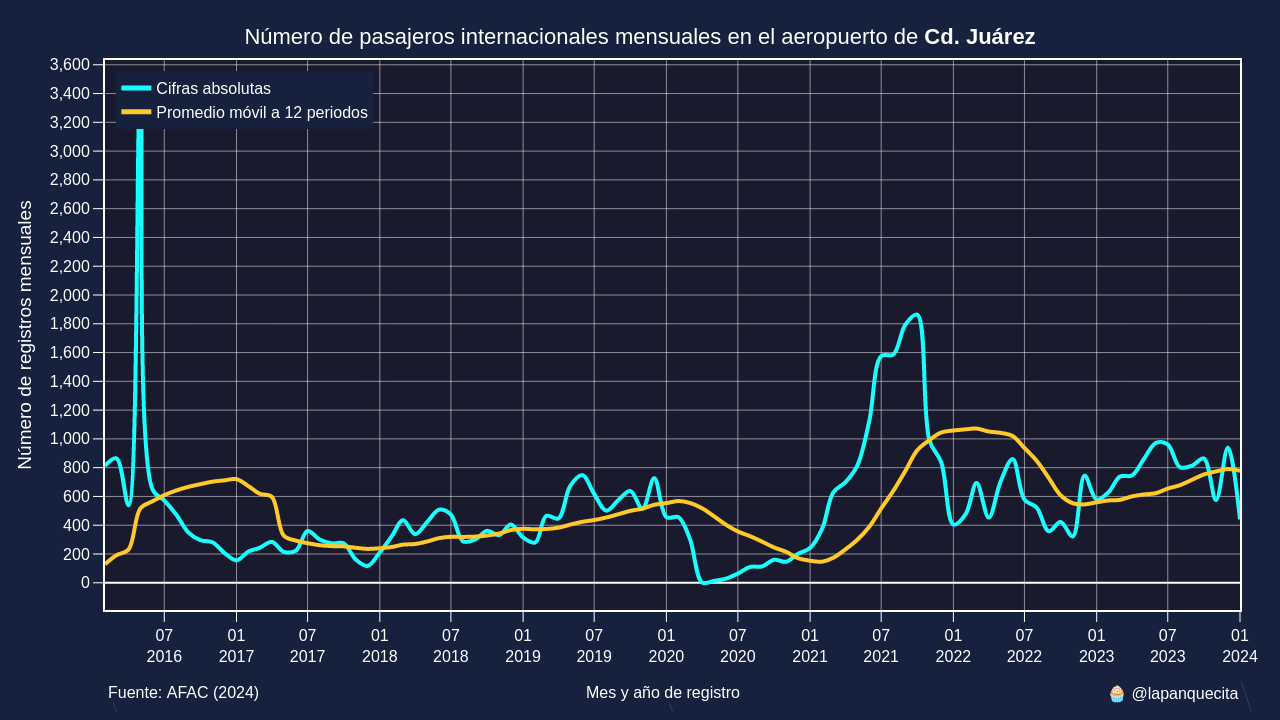 Número de pasajeros internacionales mensuales en el aeropuerto de Cd. Juárez
Cifras absolutas
Promedio móvil a 12 periodos
Número de registros mensuales
3,600
3,400
3,200
3,000
2,800
2,600
2,400
2,200
2,000
1,800
1,600
1,400
1,200
1,000
800
600
400
200
0
07 01 07 01 07 01 07 01 07 01 07 01 07 01 07 01
2016 2017 2017 2018 2018 2019 2019 2020 2020 2021 2021 2022 2022 2023 2023 2024
Fuente: AFAC (2024) Mes y año de registro 🧁 @lapanquecita